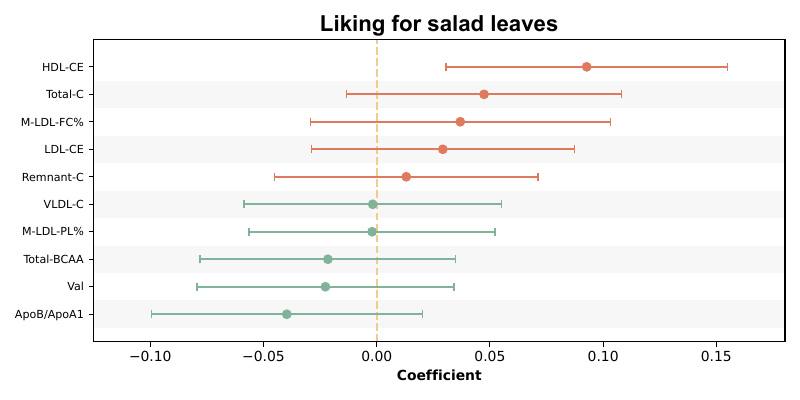 Liking for salad leaves
HDL-CE
Total-C
M-LDL-FC%
LDL-CE
Remnant-C
VLDL-C
M-LDL-PL%
Total-BCAA
Val
ApoB/ApoA1
−0.10 −0.05 0.00 0.05 0.10 0.15
Coefficient